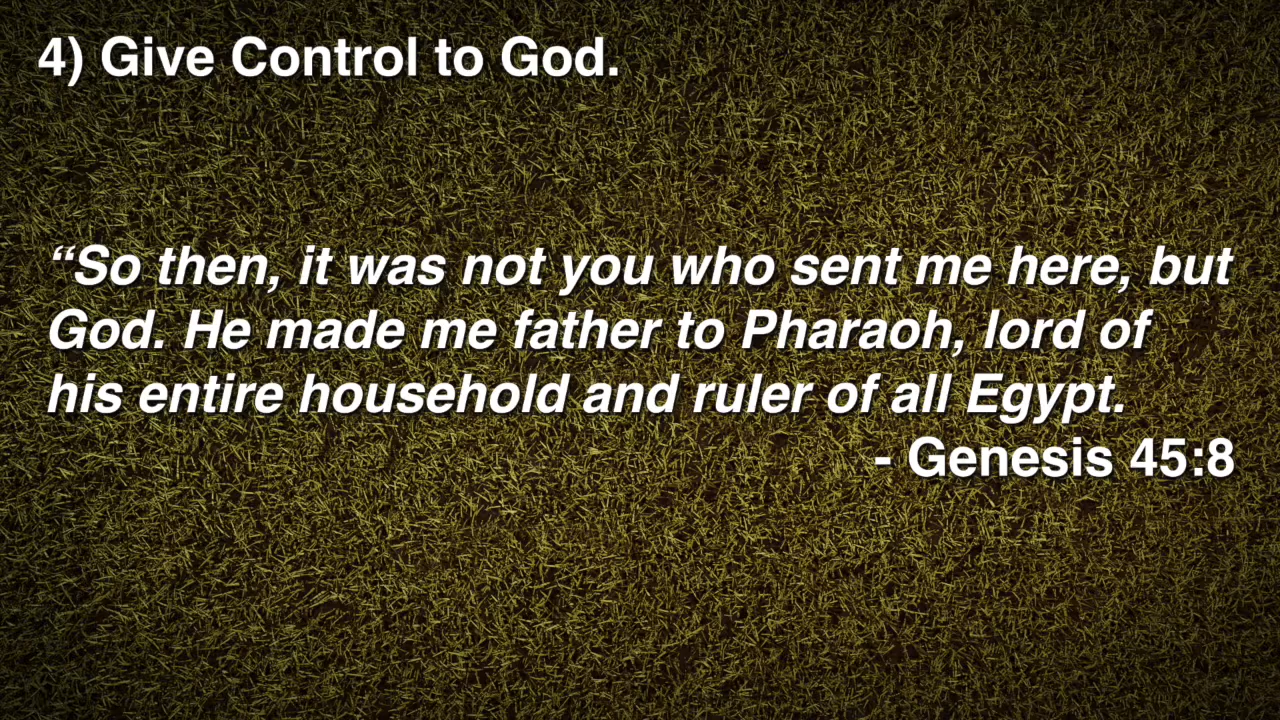 4) Give Control to God.
“So then, it was not you who sent me here, but
God. He made me father to Pharaoh, lord of
his entire household and ruler of all Egypt.
- Genesis 45:8